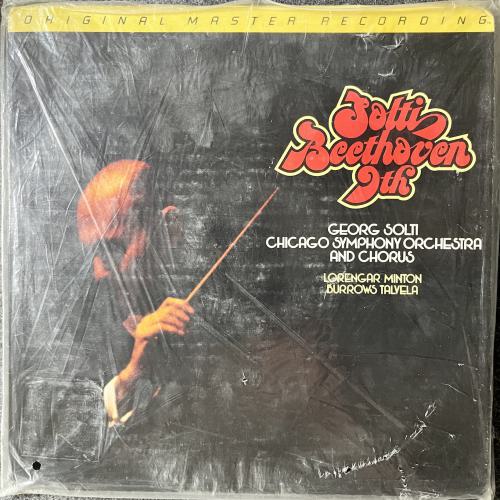 ORIGINAL MASTER RECORDING
Solti
Beethoven
9th
GEORG SOLTI
CHICAGO SYMPHONY ORCHESTRA
AND CHORUS
LORENGAR MINTON
BURROWS TALVELA